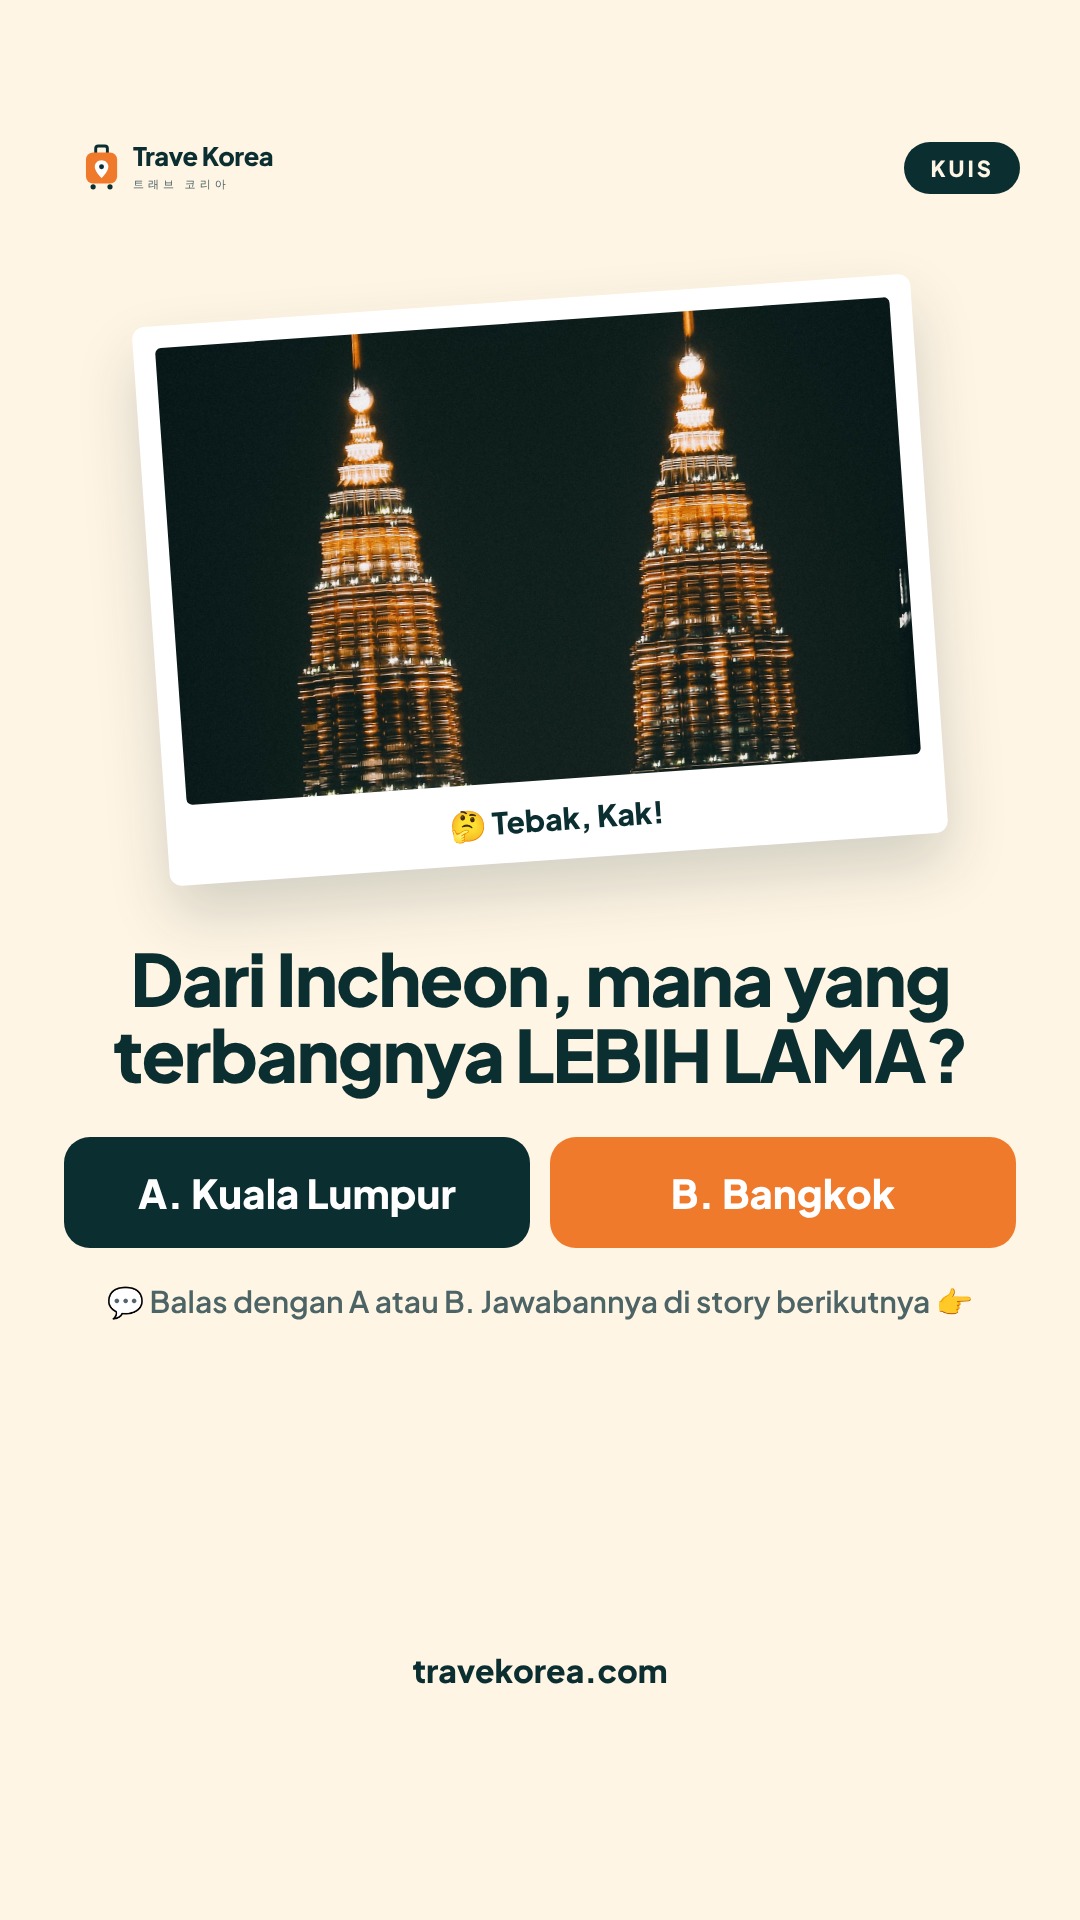 Trave Korea
트래브 코리아
KUIS
🤔 Tebak, Kak!
Dari Incheon, mana yang
terbangnya LEBIH LAMA?
A. Kuala Lumpur
B. Bangkok
💬 Balas dengan A atau B. Jawabannya di story berikutnya 👉
travekorea.com